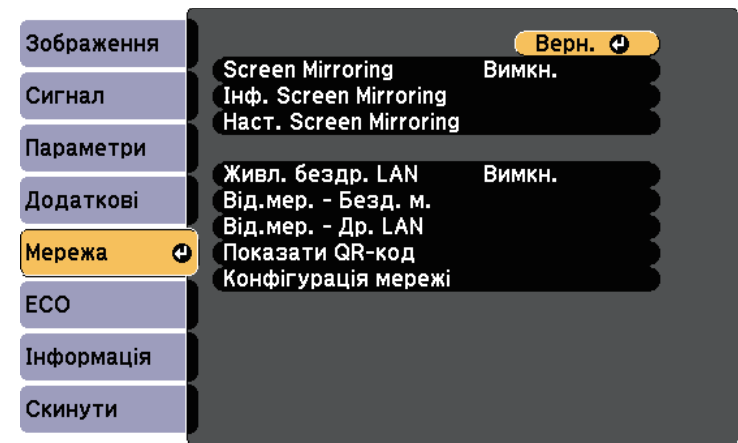 Зображення
Сигнал
Параметри
Додаткові
Мережа
ECO
Інформація
Скинути
Верн.
Screen Mirroring Вимкн.
Інф. Screen Mirroring
Наст. Screen Mirroring
Живл. бездр. LAN Вимкн.
Від.мер. - Безд. м.
Від.мер. - Др. LAN
Показати QR-код
Конфігурація мережі